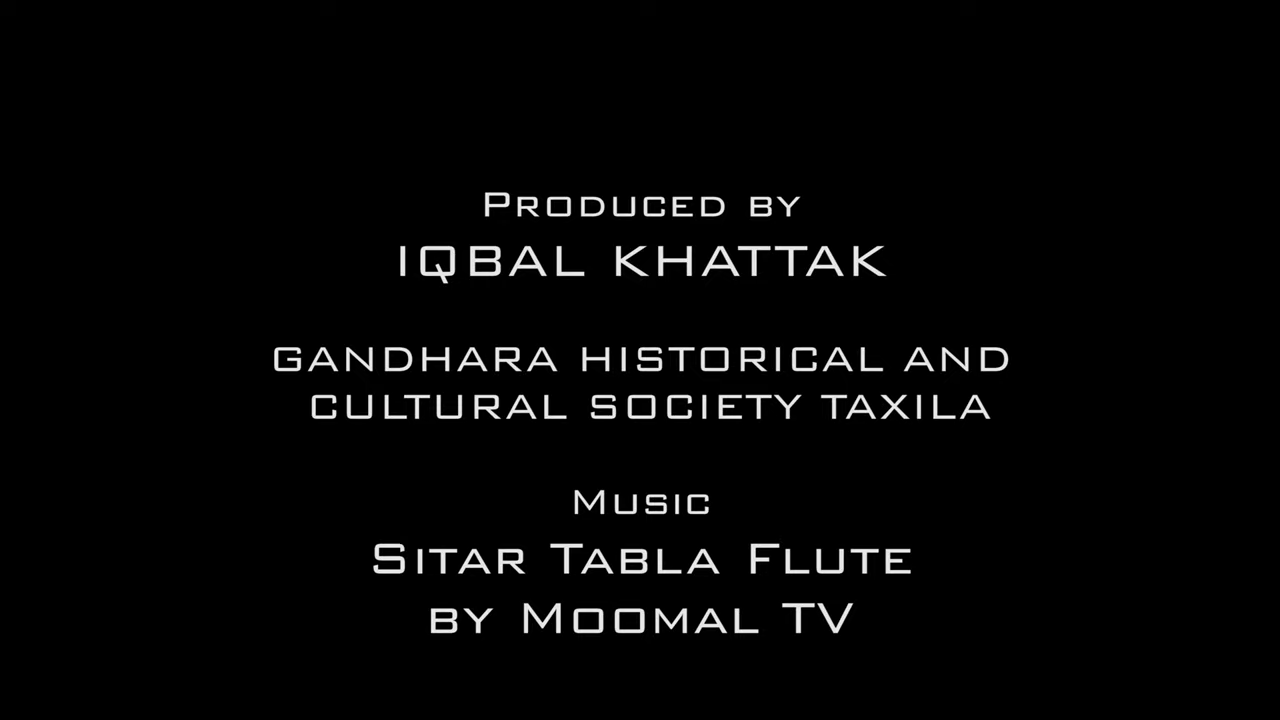 Produced by
IQBAL KHATTAK
GANDHARA HISTORICAL AND
CULTURAL SOCIETY TAXILA
Music
Sitar Tabla Flute
by Moomal TV